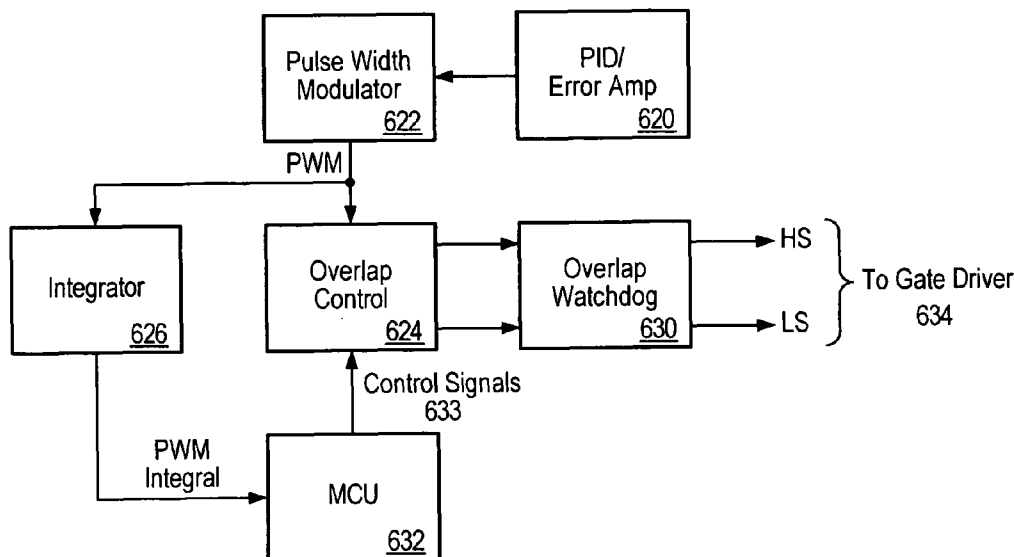 Pulse Width
Modulator
622
PID/
Error Amp
620
PWM
Integrator
626
Overlap
Control
624
Overlap
Watchdog
630
HS
LS
To Gate Driver
634
Control Signals
633
PWM
Integral
MCU
632